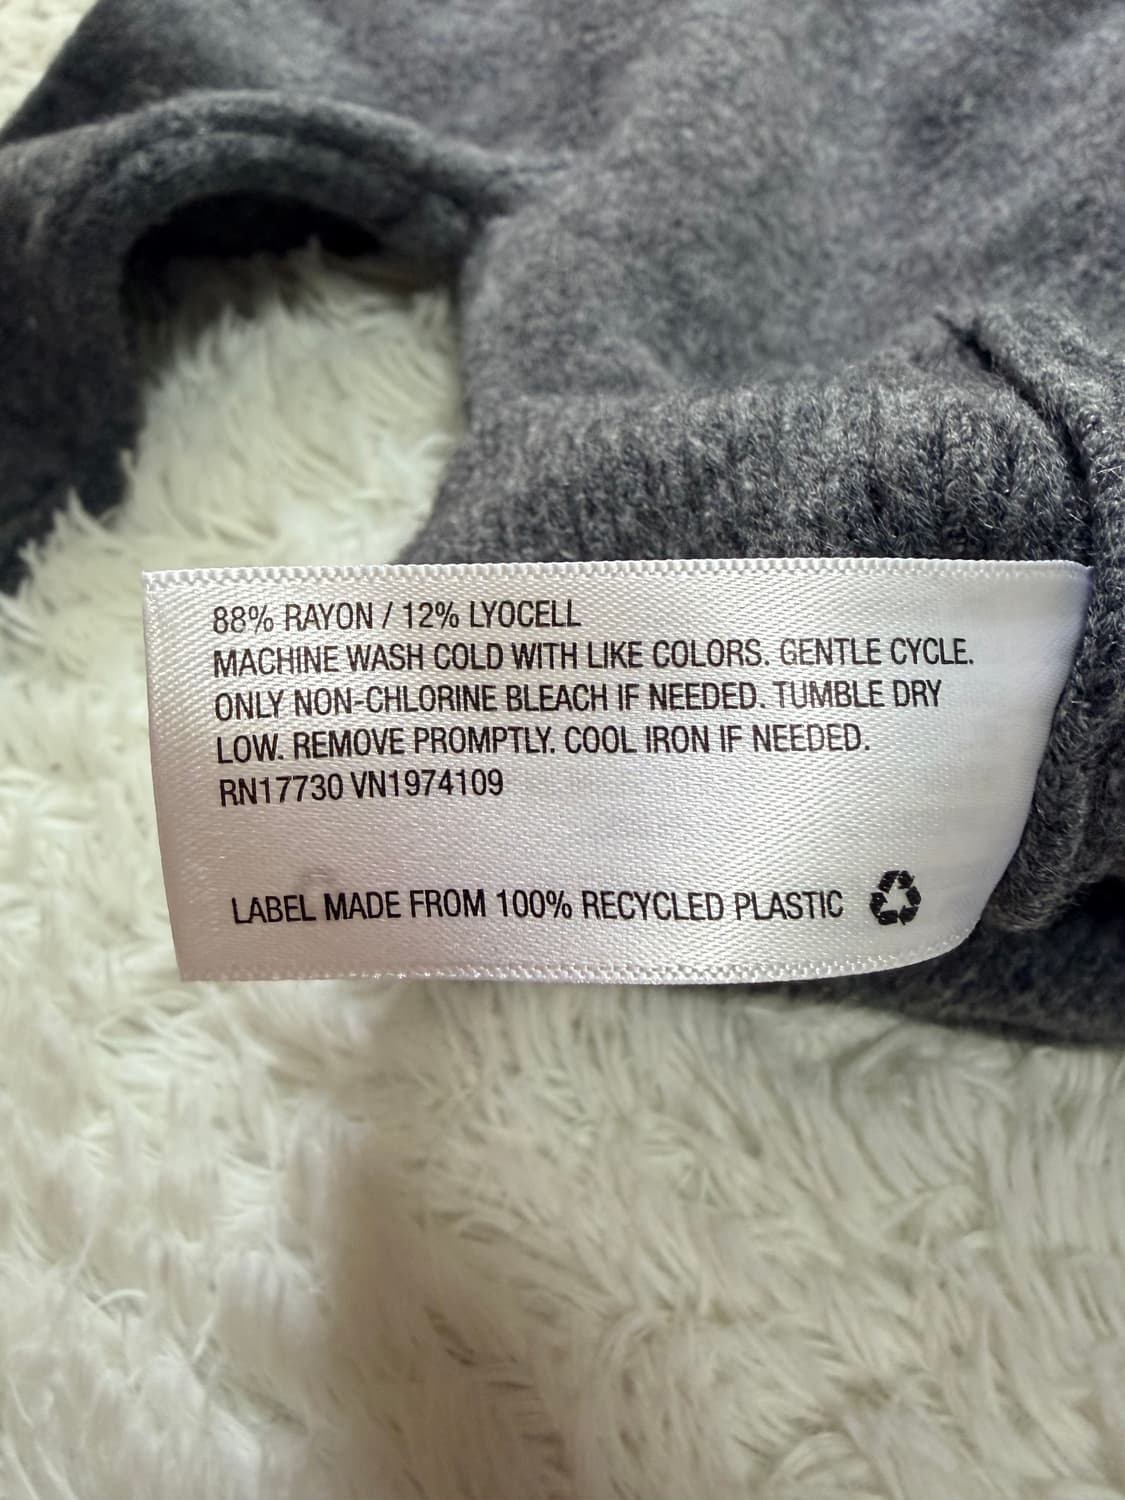 88% RAYON / 12% LYOCELL
MACHINE WASH COLD WITH LIKE COLORS. GENTLE CYCLE.
ONLY NON-CHLORINE BLEACH IF NEEDED. TUMBLE DRY
LOW. REMOVE PROMPTLY. COOL IRON IF NEEDED.
RN17730 VN1974109
LABEL MADE FROM 100% RECYCLED PLASTIC